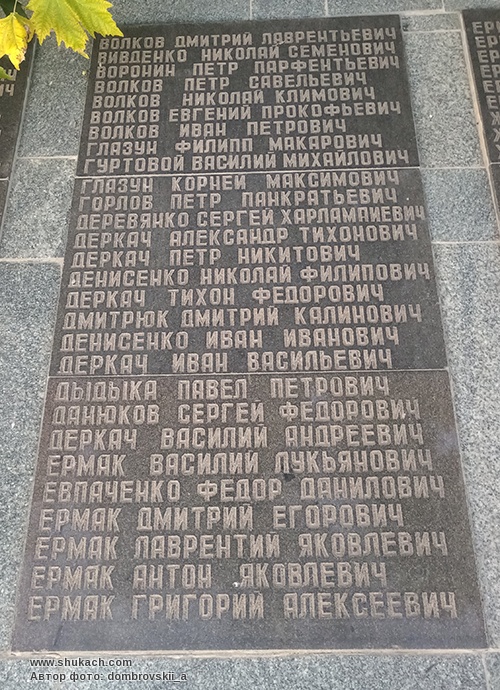 ВОЛКОВ ДМИТРИЙ ЛАВРЕНТЬЕВИЧ
ВИВДЕНКО НИКОЛАЙ СЕМЕНОВИЧ
ВОРОНИН ПЕТР ПАРФЕНТЬЕВИЧ
ВОЛКОВ ПЕТР САВЕЛЬЕВИЧ
ВОЛКОВ НИКОЛАЙ КЛИМОВИЧ
ВОЛКОВ ЕВГЕНИЙ ПРОКОФЬЕВИЧ
ВОЛКОВ ИВАН ПЕТРОВИЧ
ГЛАЗУН ФИЛИПП МАКАРОВИЧ
ГУРТОВОЙ ВАСИЛИЙ МИХАЙЛОВИЧ
ГЛАЗУН КОРНЕЙ МАКСИМОВИЧ
ГОРЛОВ ПЕТР ПАНКРАТЬЕВИЧ
ДЕРЕВЯНКО СЕРГЕЙ ХАРЛАМПИЕВИЧ
ДЕРКАЧ АЛЕКСАНДР ТИХОНОВИЧ
ДЕРКАЧ ПЕТР НИКИТОВИЧ
ДЕНИСЕНКО НИКОЛАЙ ФИЛИПОВИЧ
ДЕРКАЧ ТИХОН ФЕДОРОВИЧ
ДМИТРЮК ДМИТРИЙ КАЛИНОВИЧ
ДЕНИСЕНКО ИВАН ИВАНОВИЧ
ДЕРКАЧ ИВАН ВАСИЛЬЕВИЧ
ДЫДЫКА ПАВЕЛ ПЕТРОВИЧ
ДАНЮКОВ СЕРГЕЙ ФЕДОРОВИЧ
ДЕРКАЧ ВАСИЛИЙ АНДРЕЕВИЧ
ЕРМАК ВАСИЛИЙ ЛУКЬЯНОВИЧ
ЕВПАЧЕНКО ФЕДОР ДАНИЛОВИЧ
ЕРМАК ДМИТРИЙ ЕГОРОВИЧ
ЕРМАК ЛАВРЕНТИЙ ЯКОВЛЕВИЧ
ЕРМАК АНТОН ЯКОВЛЕВИЧ
ЕРМАК ГРИГОРИЙ АЛЕКСЕЕВИЧ
www.shukach.com
Автор фото: dombrovskii_a